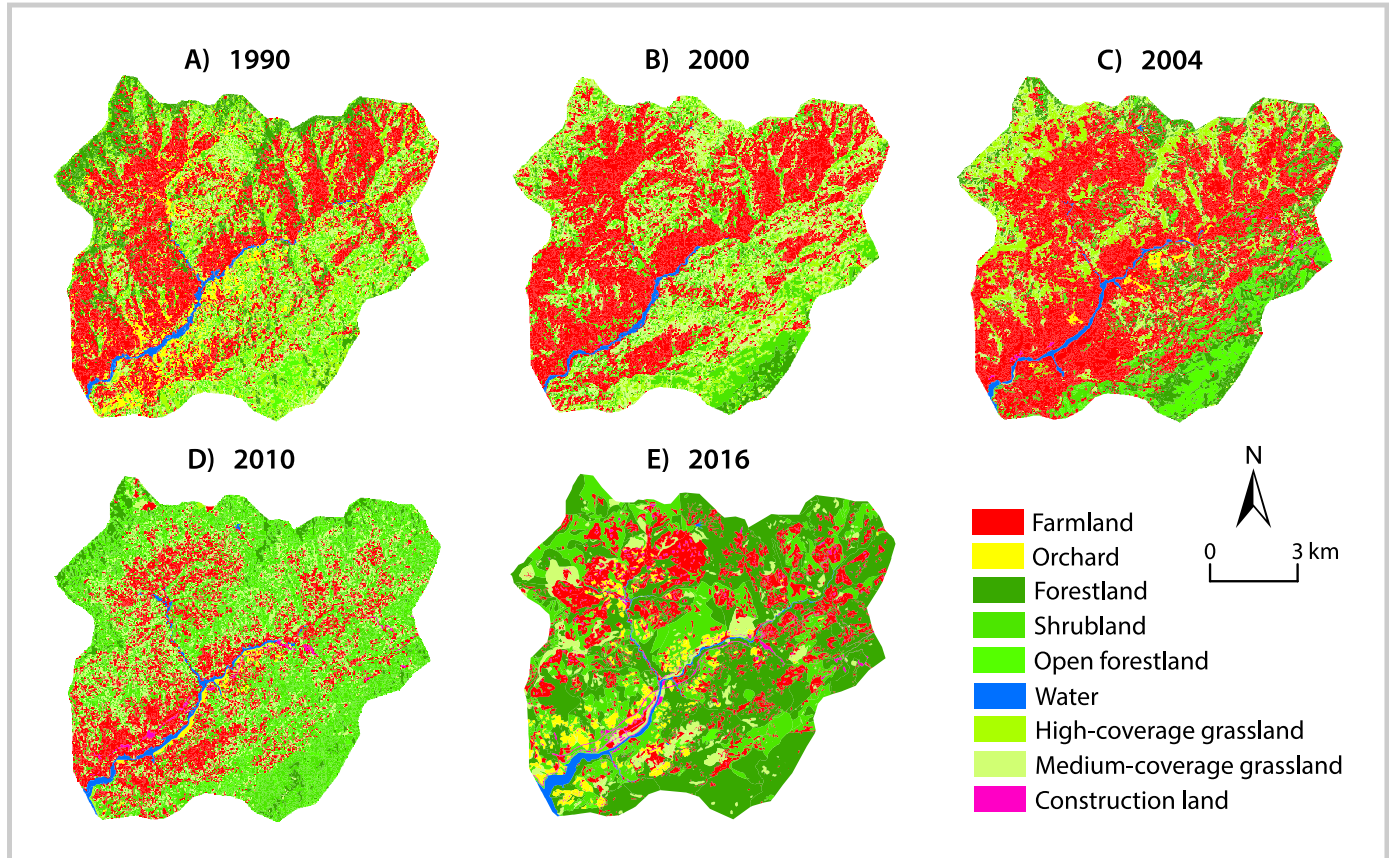 A) 1990
B) 2000
C) 2004
D) 2010
E) 2016
N
0 3 km
Farmland
Orchard
Forestland
Shrubland
Open forestland
Water
High-coverage grassland
Medium-coverage grassland
Construction land